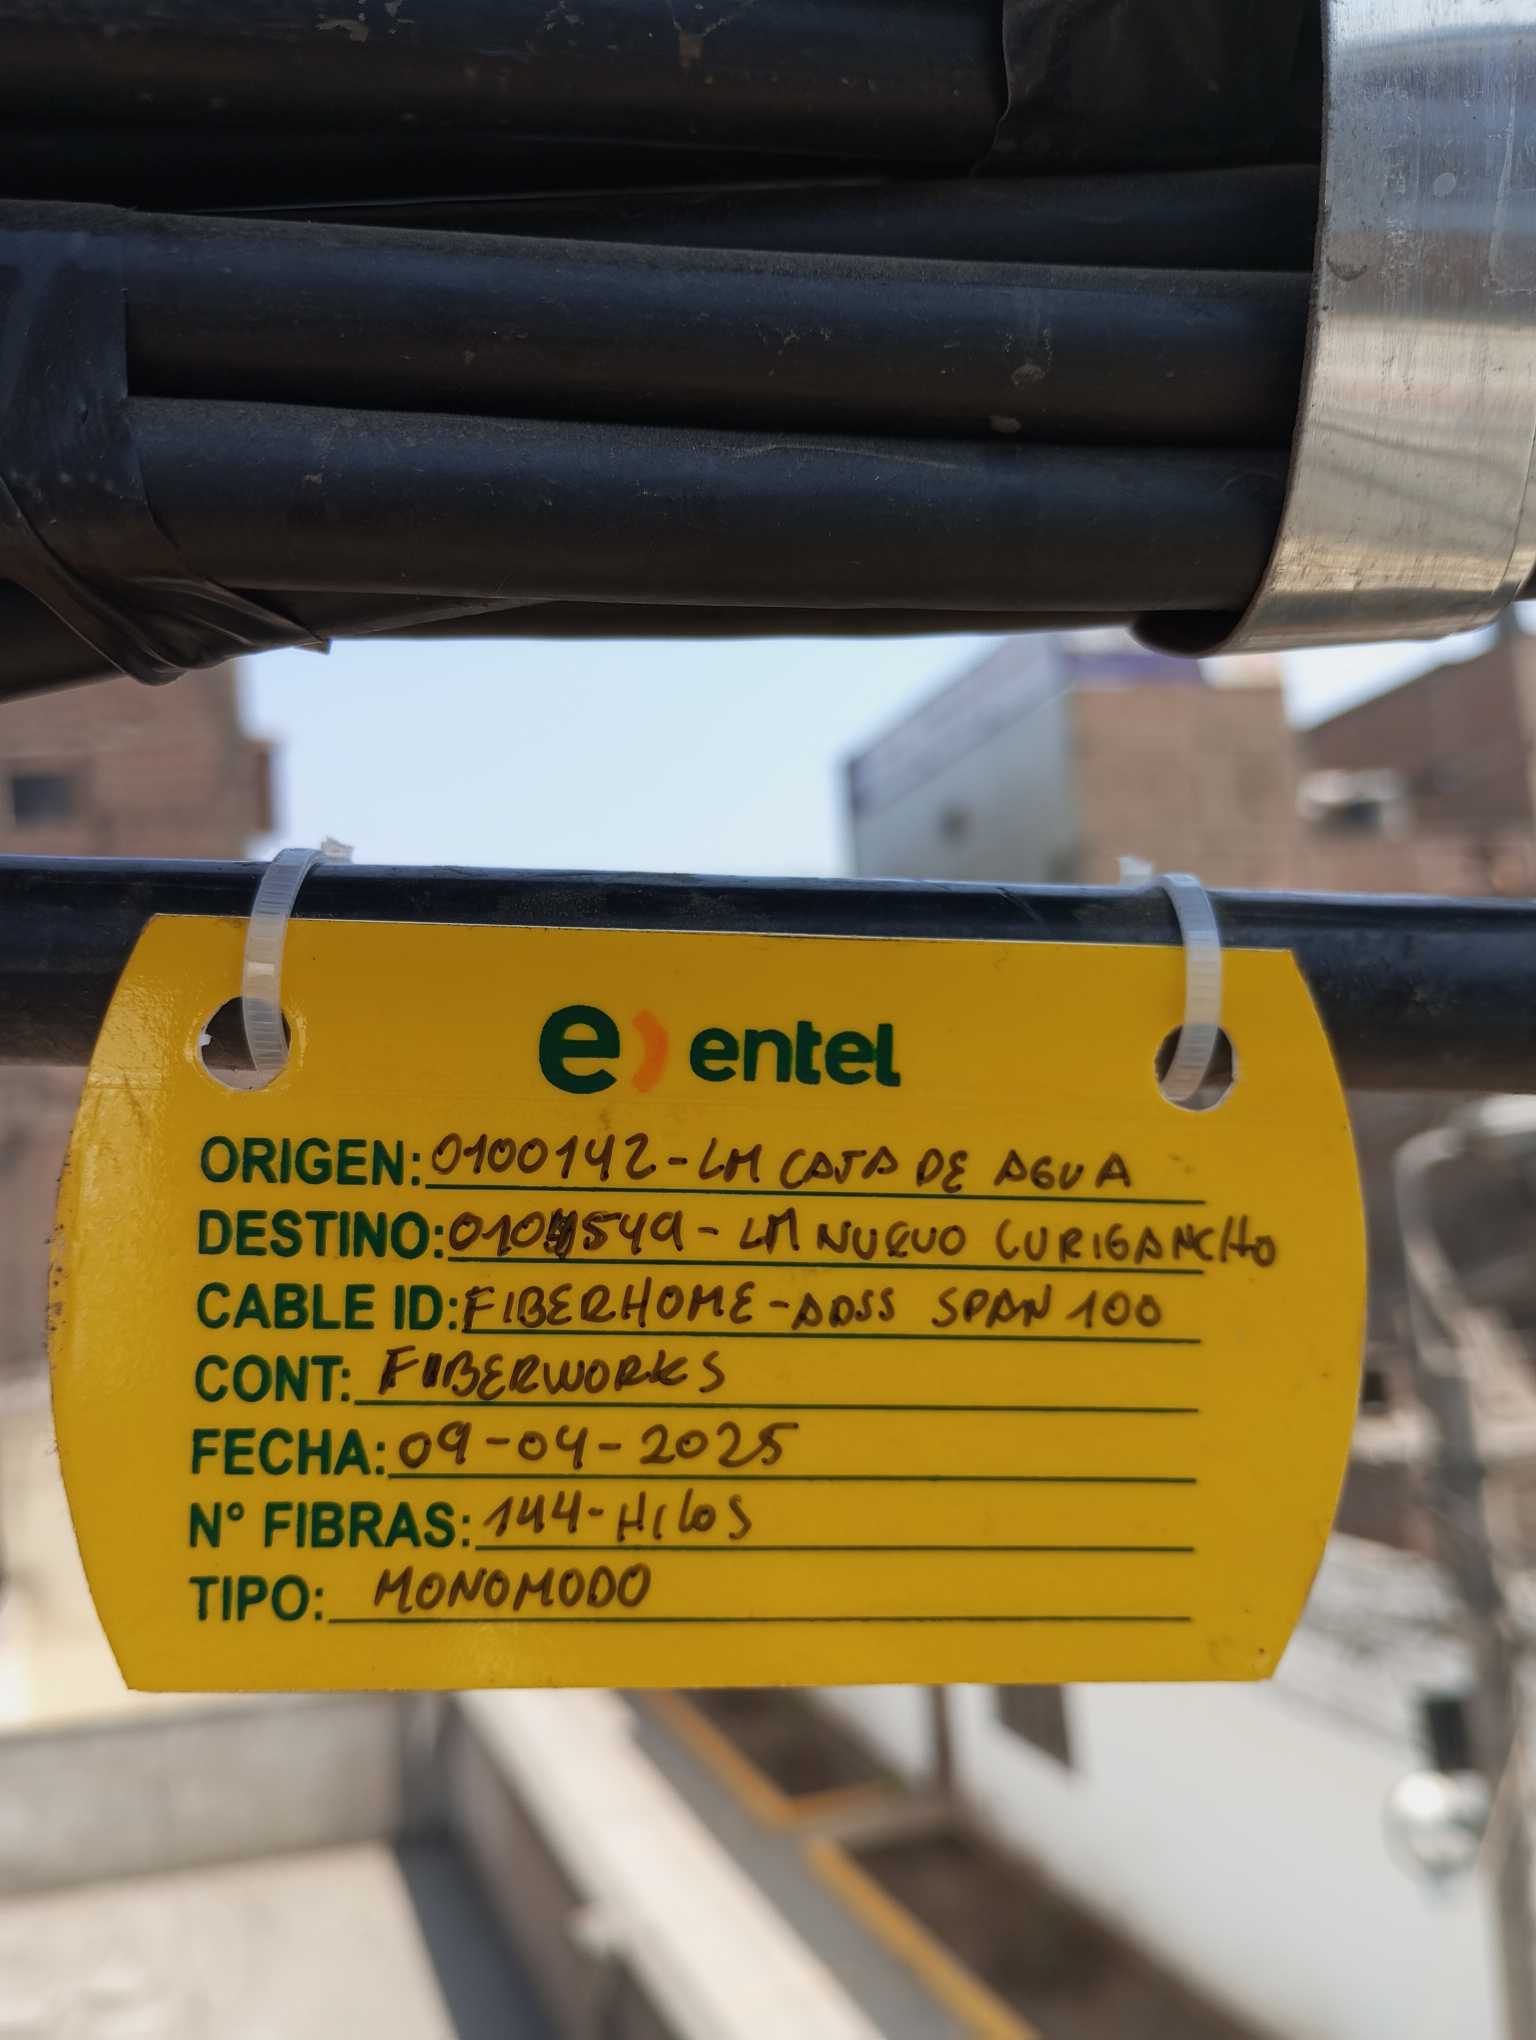 e) entel
ORIGEN: 0100142-LM CAJA DE AGUA
DESTINO: - LM NUEVO LURIGANCHO
CABLE ID: FIBERHOME-ADSS SPAN 100
CONT: FIBERWORKS
FECHA: 09-04-2025
N° FIBRAS: 144-Hilos
TIPO: MONOMODO